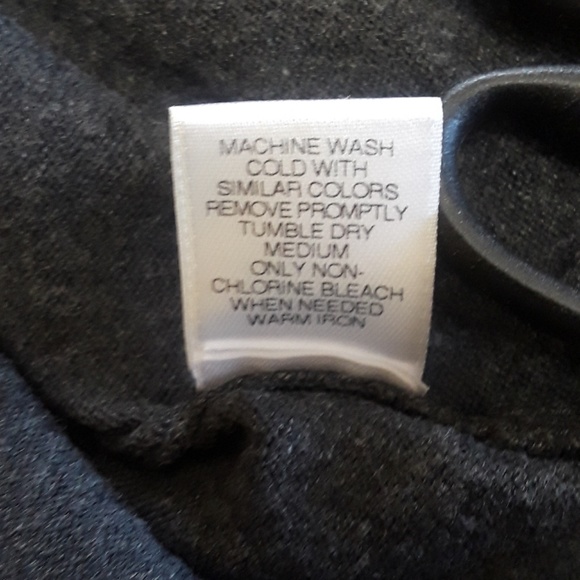 MACHINE WASH
COLD WITH
SIMILAR COLORS
REMOVE PROMPTLY
TUMBLE DRY
MEDIUM
ONLY NON-
CHLORINE BLEACH
WHEN NEEDED
WARM IRON